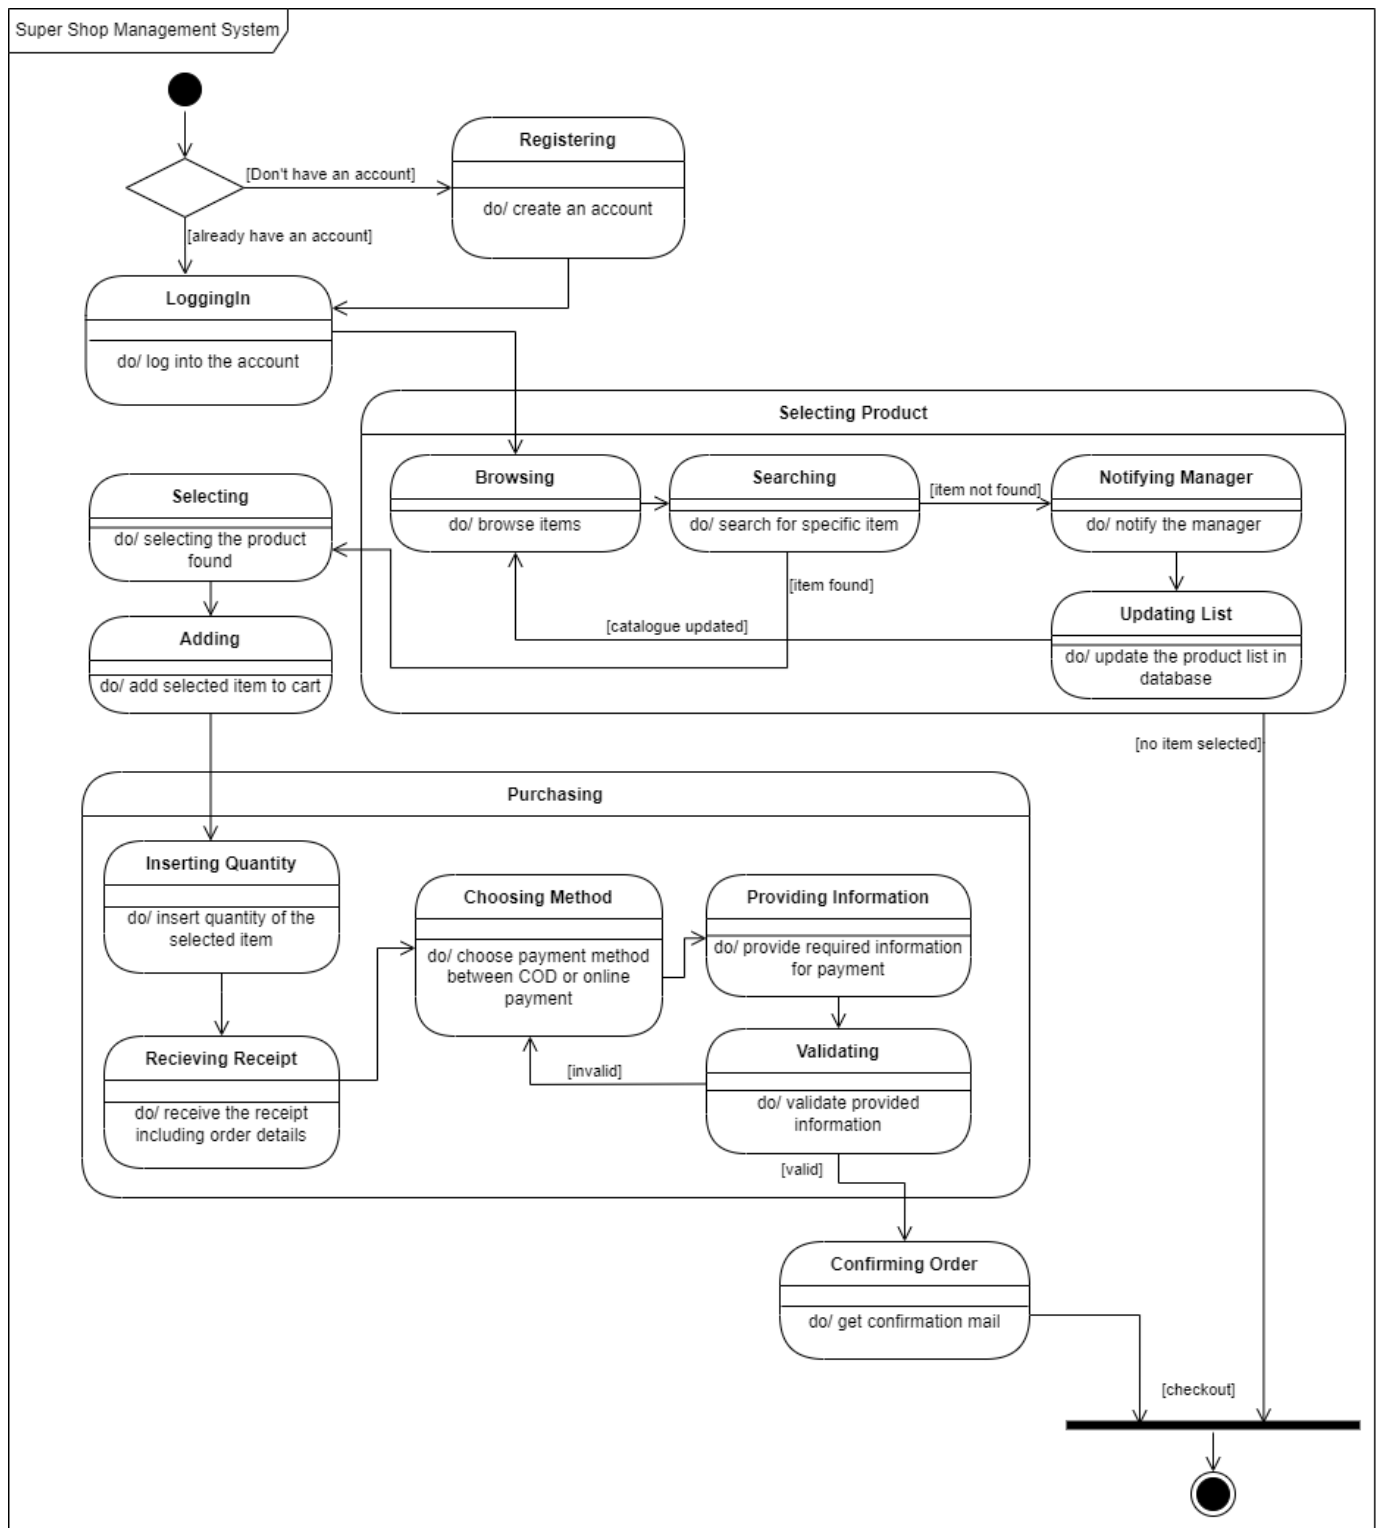 Super Shop Management System
Registering
[Don't have an account]
do/ create an account
[already have an account]
LoggingIn
do/ log into the account
Selecting Product
Browsing
do/ browse items
Searching
do/ search for specific item
[item not found]
Notifying Manager
do/ notify the manager
Selecting
do/ selecting the product
found
[item found]
[catalogue updated]
Updating List
do/ update the product list in
database
Adding
do/ add selected item to cart
[no item selected]
Purchasing
Inserting Quantity
do/ insert quantity of the
selected item
Choosing Method
do/ choose payment method
between COD or online
payment
Providing Information
do/ provide required information
for payment
Recieving Receipt
do/ receive the receipt
including order details
[invalid]
Validating
do/ validate provided
information
[valid]
Confirming Order
do/ get confirmation mail
[checkout]